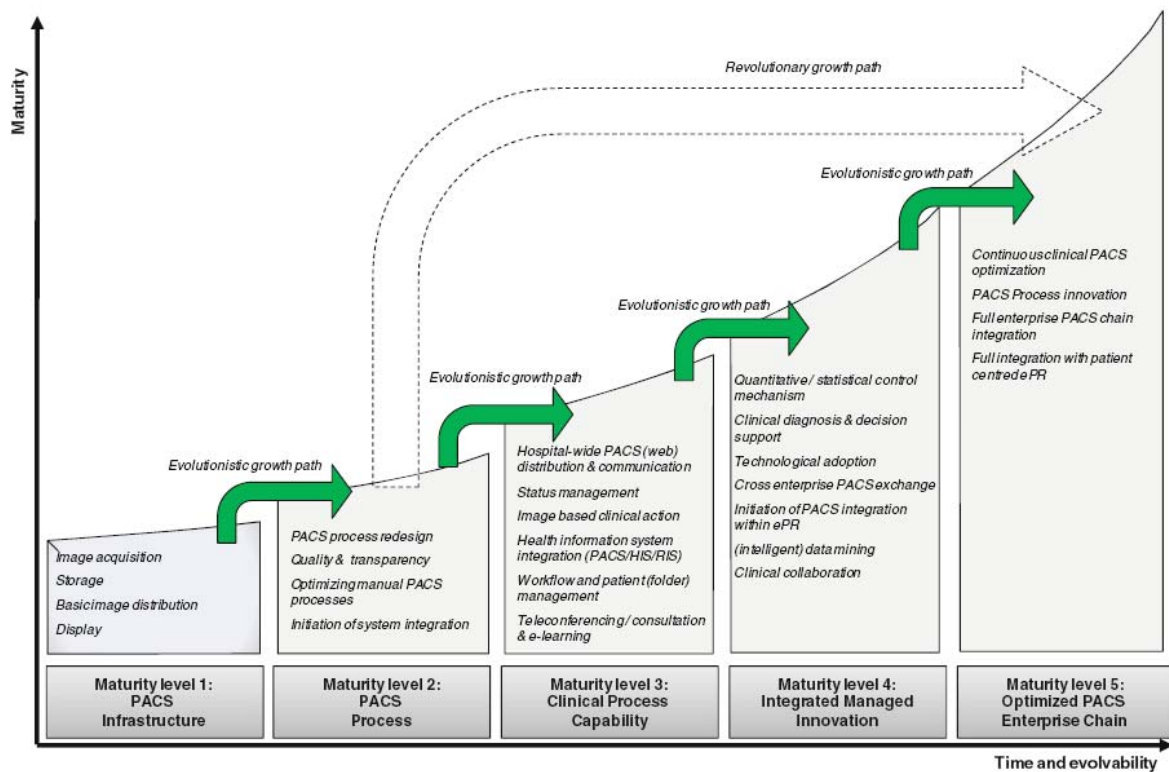 Maturity
Revolutionary growth path
Evolutionistic growth path
Evolutionistic growth path
Evolutionistic growth path
Evolutionistic growth path
Image acquisition
Storage
Basic image distribution
Display
PACS process redesign
Quality & transparency
Optimizing manual PACS
processes
Initiation of system integration
Hospital-wide PACS (web)
distribution & communication
Status management
Image based clinical action
Health information system
integration (PACS/HIS/RIS)
Workflow and patient (folder)
management
Teleconferencing / consultation
& e-learning
Quantitative / statistical control
mechanism
Clinical diagnosis & decision
support
Technological adoption
Cross enterprise PACS exchange
Initiation of PACS integration
within ePR
(intelligent) datamining
Clinical collaboration
Continuous clinical PACS
optimization
PACS Process innovation
Full enterprise PACS chain
integration
Full integration with patient
centred ePR
Maturity level 1:
PACS
Infrastructure
Maturity level 2:
PACS
Process
Maturity level 3:
Clinical Process
Capability
Maturity level 4:
Integrated Managed
Innovation
Maturity level 5:
Optimized PACS
Enterprise Chain
Time and evolvability